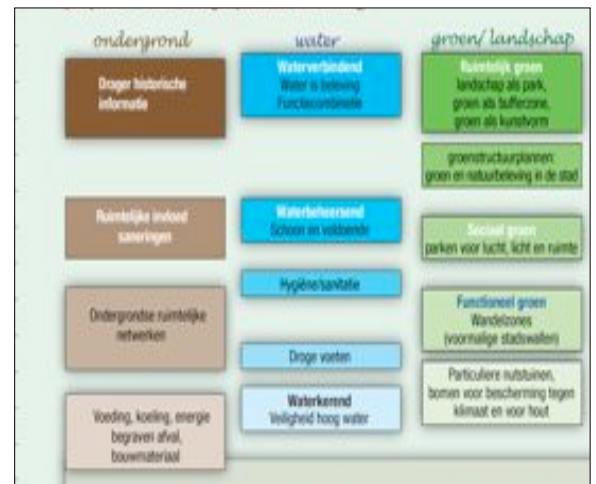 ondergrond
Droger historische
informatie
Ruimtelijke invloed
saneringen
Ondergrondse ruimtelijke
netwerken
Voeding, koeling, energie
begraven afval,
bouwmateriaal
water
Waterverbindend
Water is beleving
Functiecombinatie
Waterbeheersend
Schoon en voldoende
Hygiëne/sanitatie
Droge voeten
Waterkerend
Veiligheid hoog water
groen/landschap
Ruimtelijk groen
landschap als park,
groen als bufferzone,
groen als kunstvorm
groenstructuurplannen:
groen en natuurbeleving in de stad
Sociaal groen
parken voor lucht, licht en ruimte
Functioneel groen
Wandelzones
(voormalige stadswallen)
Particuliere nutstuinen,
bomen voor bescherming tegen
klimaat en voor hout